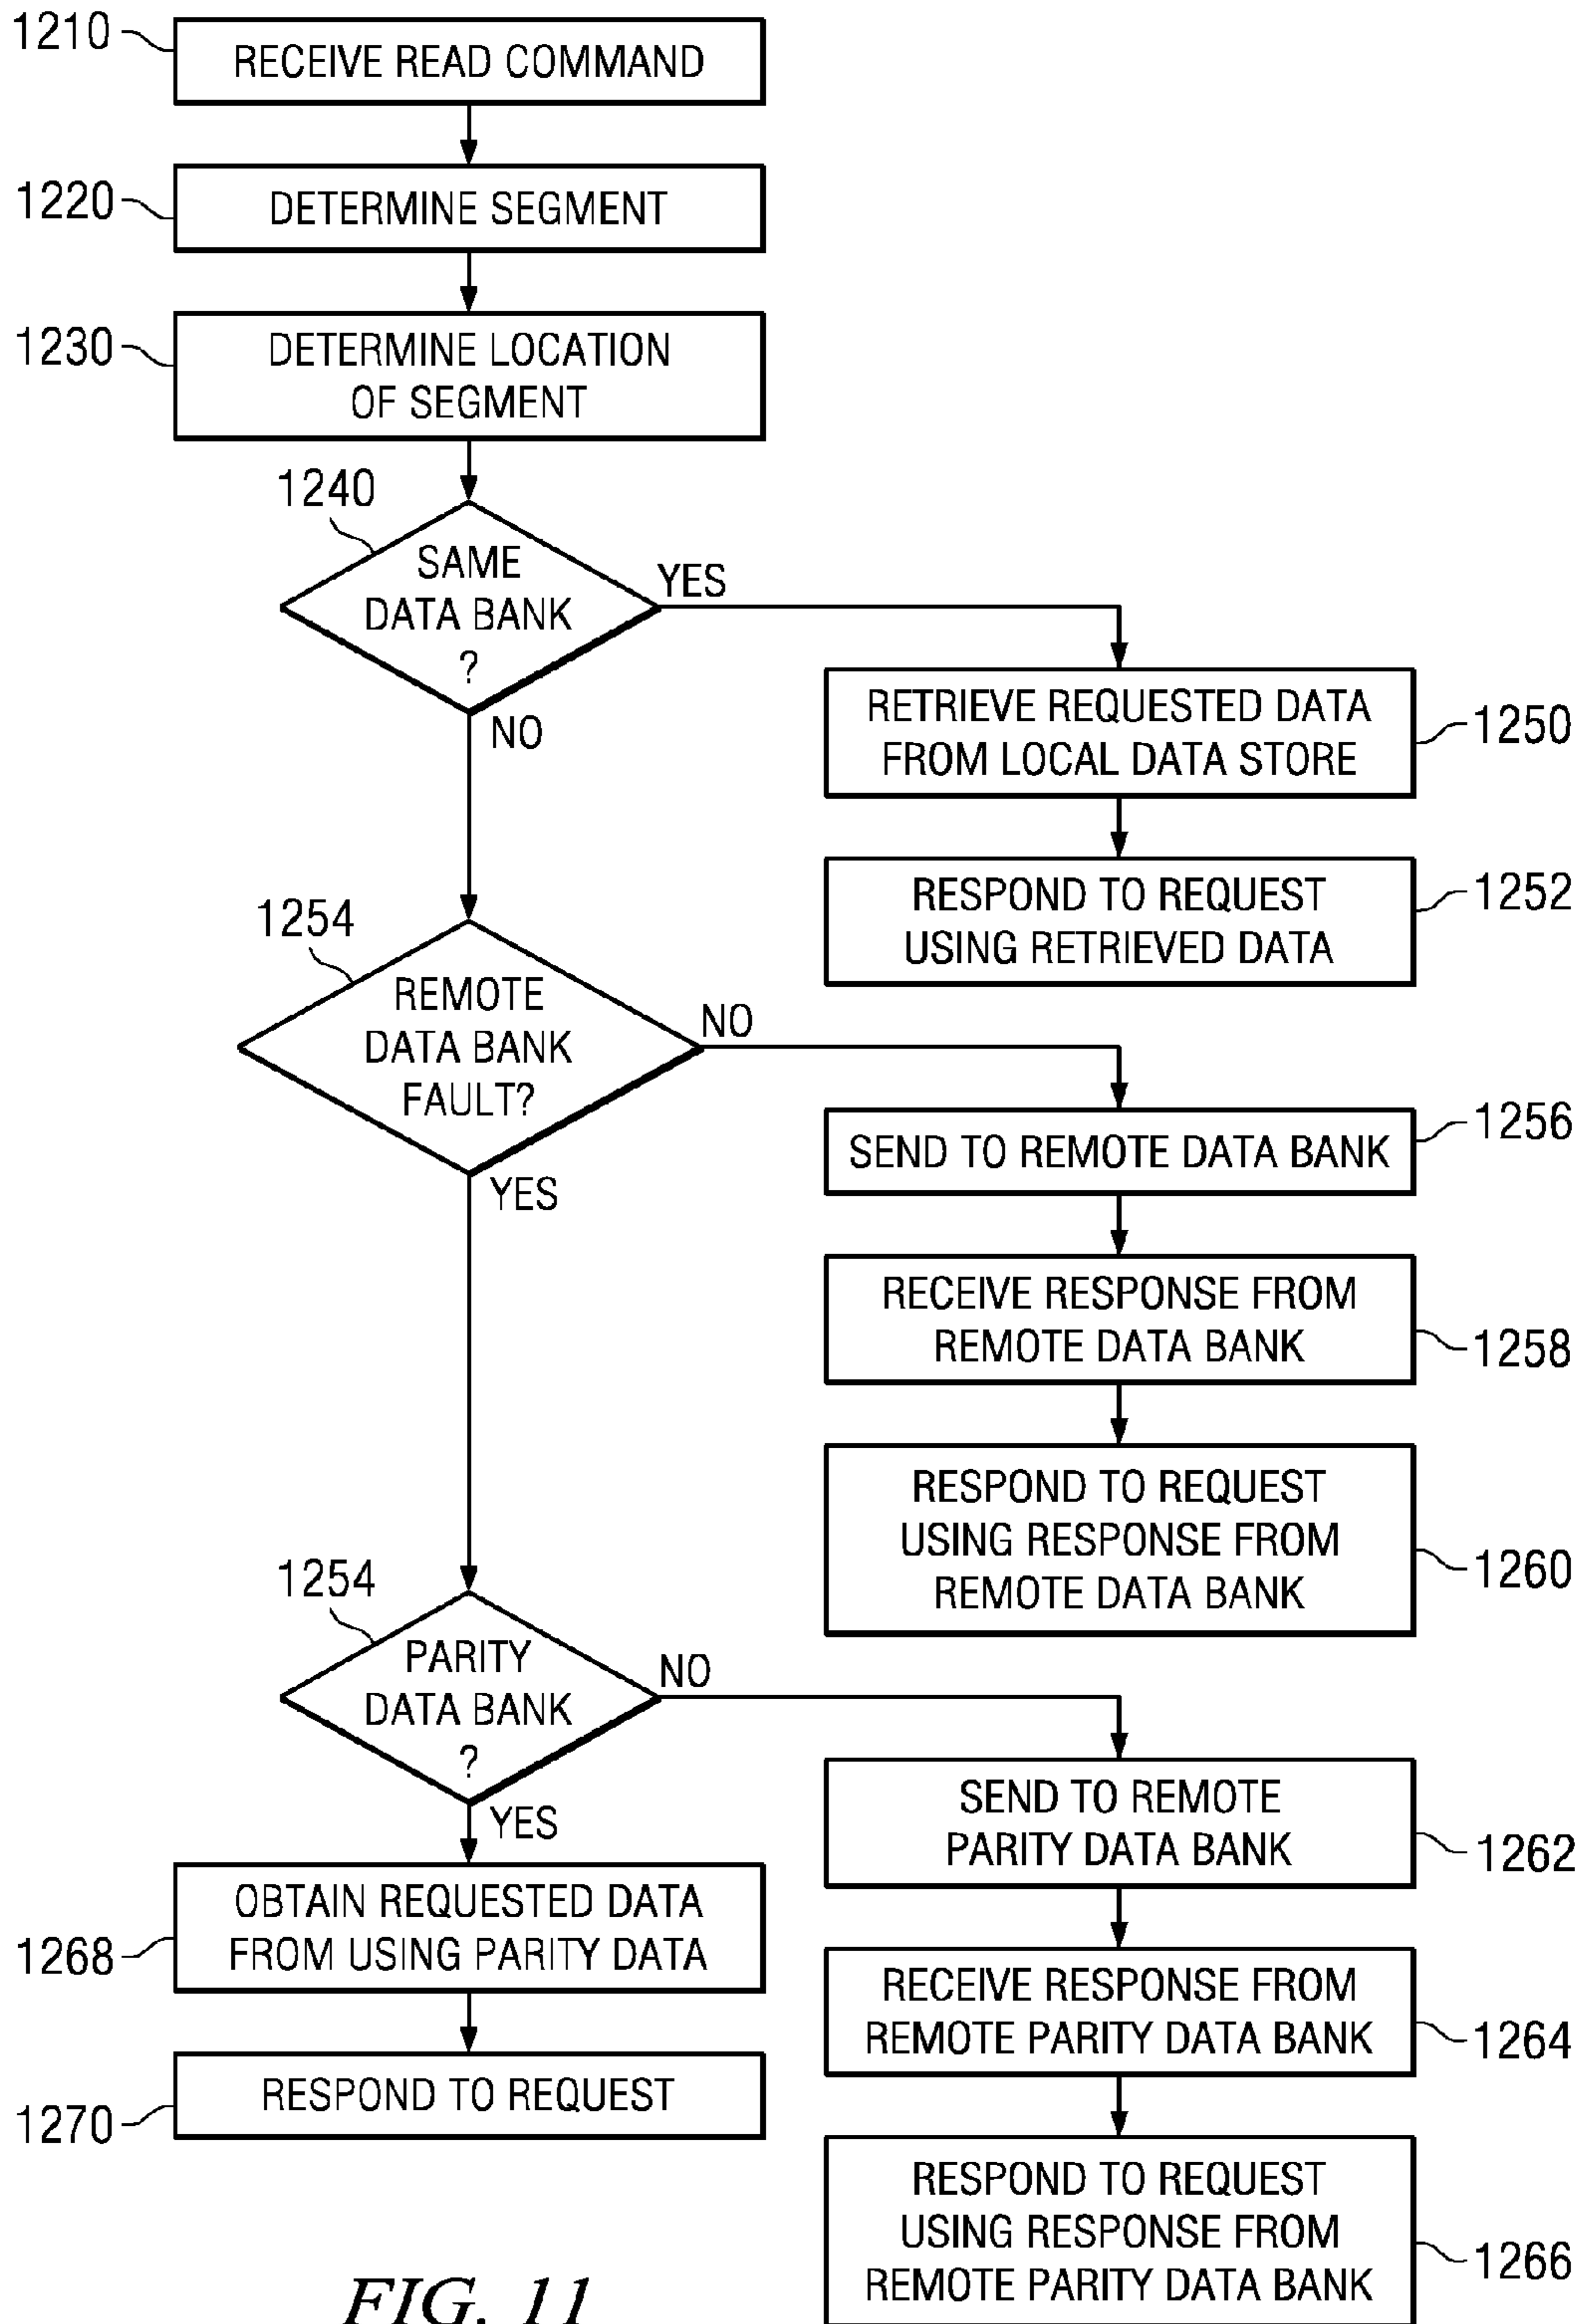 1210
RECEIVE READ COMMAND
1220
DETERMINE SEGMENT
1230
DETERMINE LOCATION
OF SEGMENT
1240
SAME
DATA BANK
?
YES
NO
RETRIEVE REQUESTED DATA
FROM LOCAL DATA STORE
1250
RESPOND TO REQUEST
USING RETRIEVED DATA
1252
1254
REMOTE
DATA BANK
FAULT?
NO
YES
SEND TO REMOTE DATA BANK
1256
RECEIVE RESPONSE FROM
REMOTE DATA BANK
1258
RESPOND TO REQUEST
USING RESPONSE FROM
REMOTE DATA BANK
1260
1254
PARITY
DATA BANK
?
NO
YES
SEND TO REMOTE
PARITY DATA BANK
1262
OBTAIN REQUESTED DATA
FROM USING PARITY DATA
1268
RECEIVE RESPONSE FROM
REMOTE PARITY DATA BANK
1264
RESPOND TO REQUEST
1270
RESPOND TO REQUEST
USING RESPONSE FROM
REMOTE PARITY DATA BANK
1266
FIG. 11